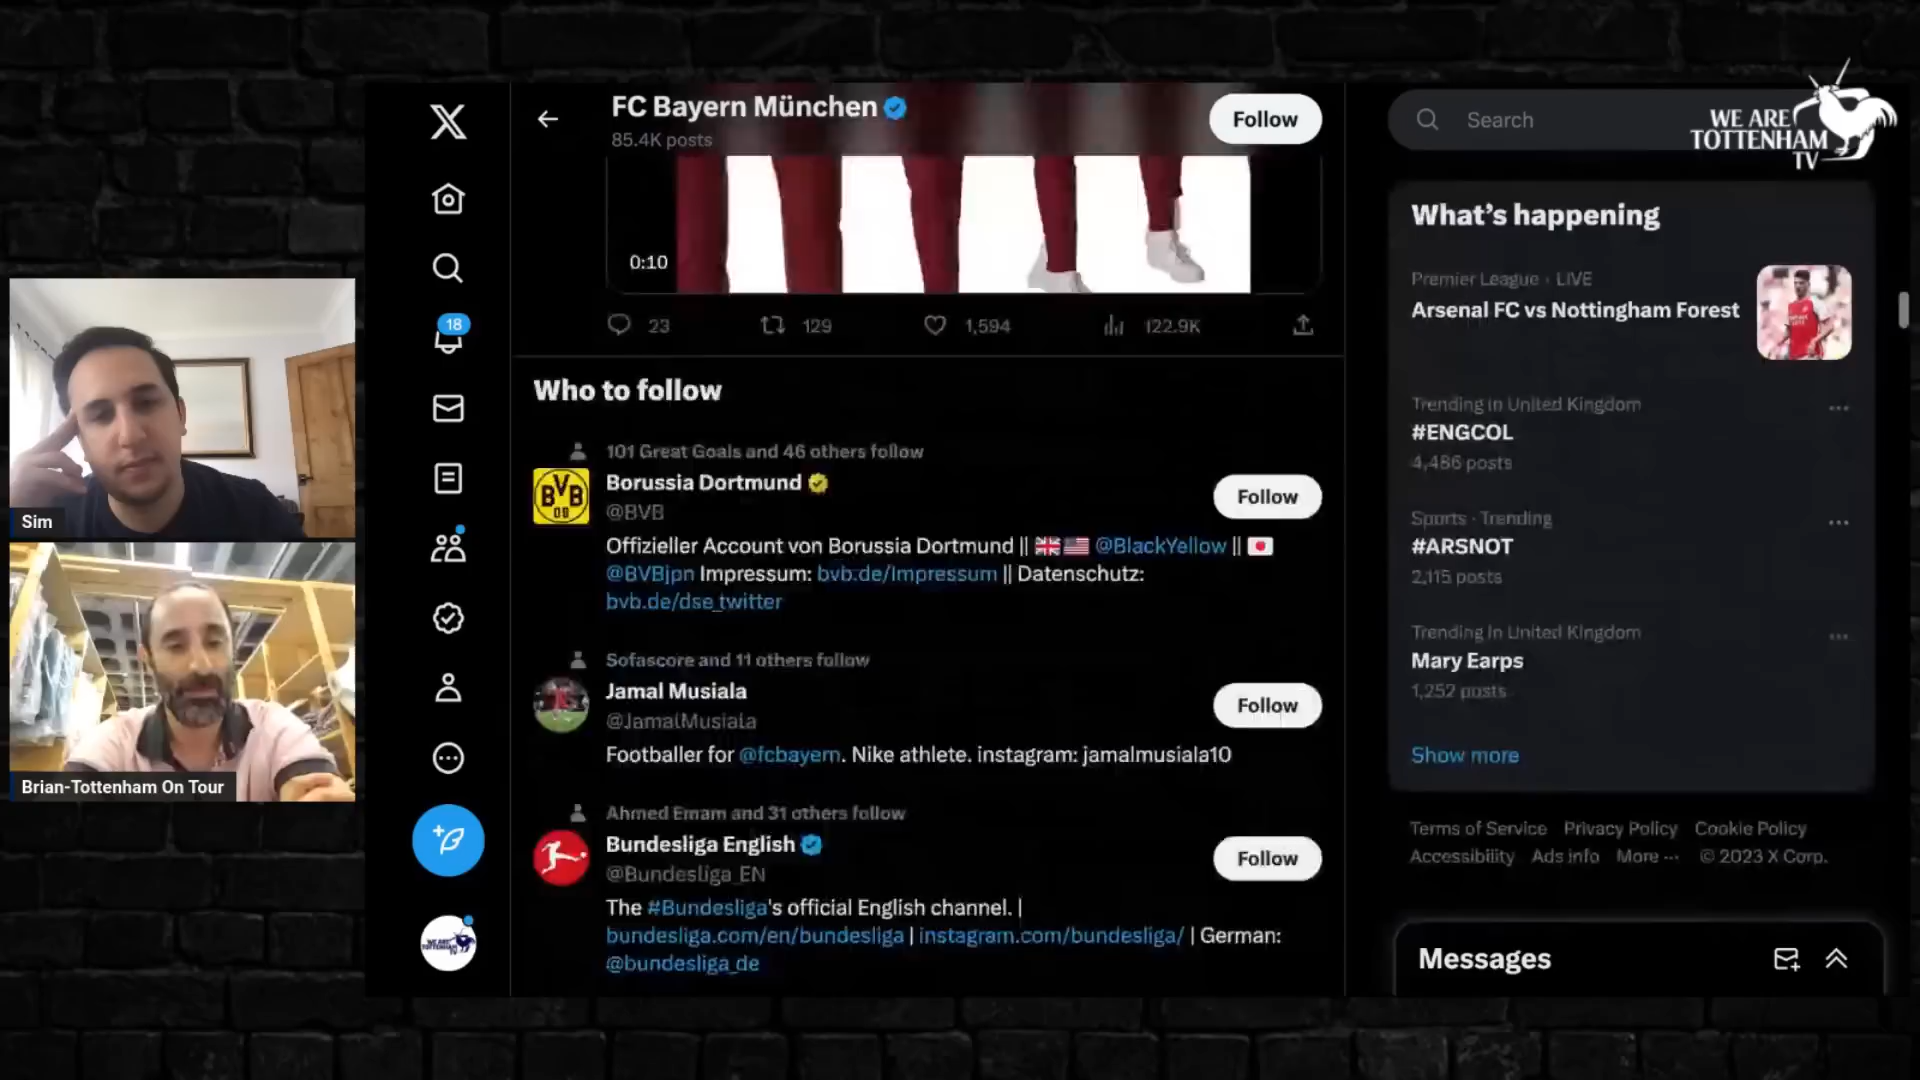 FC Bayern München
85.4K posts
Follow
Search
WE ARE
TOTTENHAM
TV
0:10
23
129
1,594
122.9K
18
Who to follow
101 Great Goals and 46 others follow
BVB
09
Borussia Dortmund
@BVB
Follow
Offizieller Account von Borussia Dortmund || 🇬🇧🇺🇸 @BlackYellow || 🇯🇵
@BVBjpn Impressum: bvb.de/Impressum || Datenschutz:
bvb.de/dse_twitter
Sofascore and 11 others follow
Jamal Musiala
@JamalMusiala
Follow
Footballer for @fcbayern. Nike athlete. instagram: jamalmusiala10
Ahmed Emam and 31 others follow
Bundesliga English
@Bundesliga_EN
Follow
The #Bundesliga's official English channel. |
bundesliga.com/en/bundesliga | instagram.com/bundesliga/ | German:
@bundesliga_de
What's happening
Premier League · LIVE
Arsenal FC vs Nottingham Forest
Trending in United Kingdom
#ENGCOL
4,486 posts
Sports · Trending
#ARSNOT
2,115 posts
Trending in United Kingdom
Mary Earps
1,252 posts
Show more
Terms of Service Privacy Policy Cookie Policy
Accessibility Ads info More ··· © 2023 X Corp.
Messages
Sim
Brian-Tottenham On Tour
WE ARE
TOTTENHAM
TV